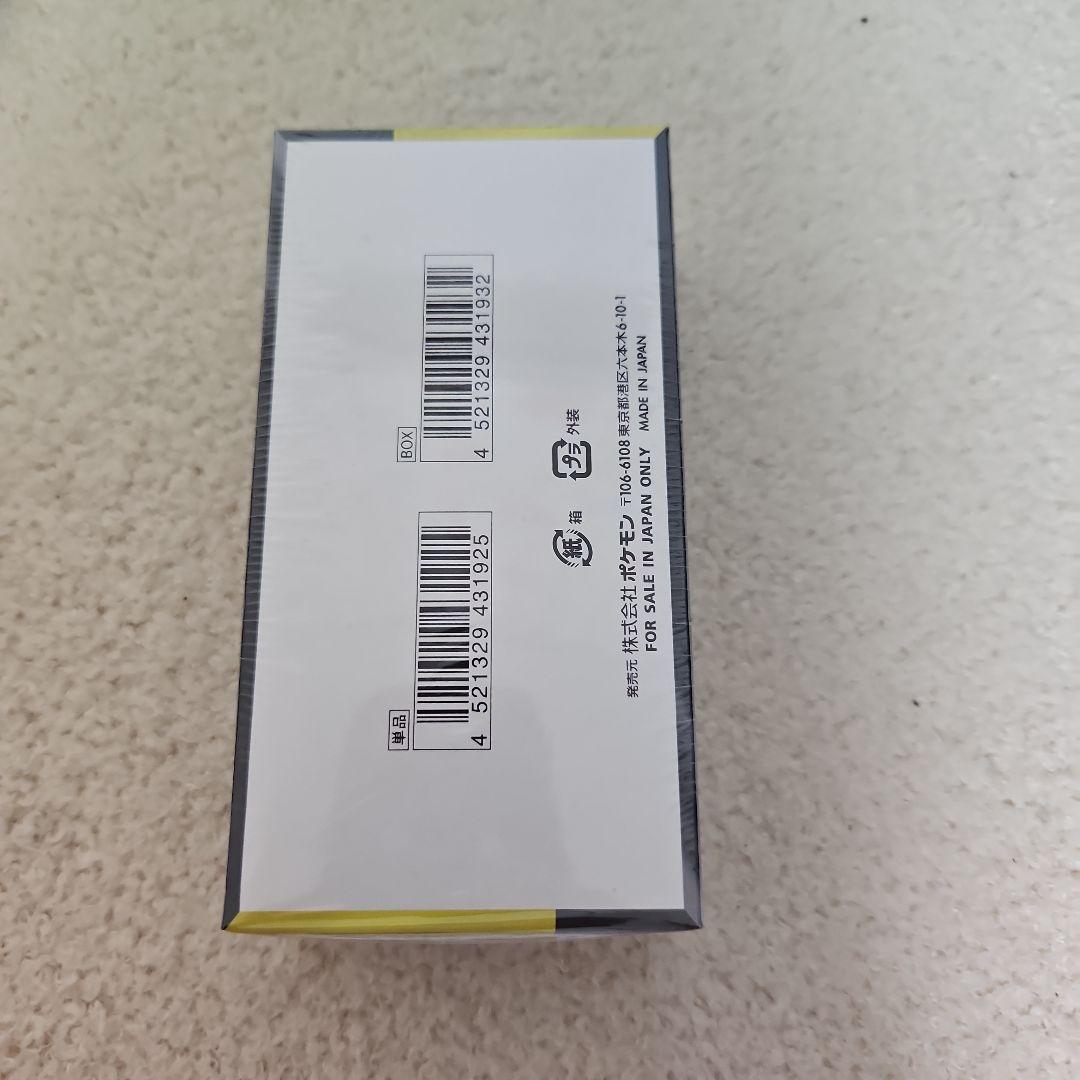 BOX
4 521329 431932
単品
4 521329 431925
プラ 外装
紙 箱
発売元 株式会社 ポケモン 〒106-6108 東京都港区六本木6-10-1
FOR SALE IN JAPAN ONLY MADE IN JAPAN